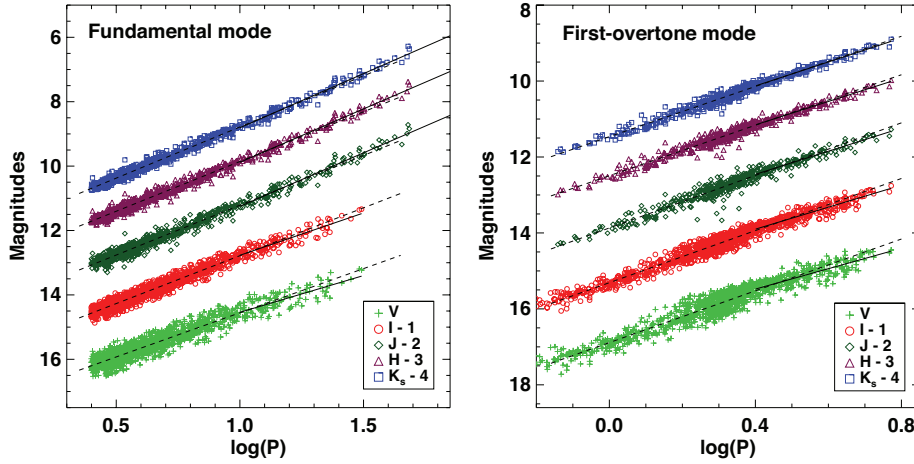 Fundamental mode
Magnitudes
6
8
10
12
14
16
0.5
1.0
1.5
log(P)
V
I - 1
J - 2
H - 3
Ks - 4
First-overtone mode
Magnitudes
8
10
12
14
16
18
0.0
0.4
0.8
log(P)
V
I - 1
J - 2
H - 3
Ks - 4